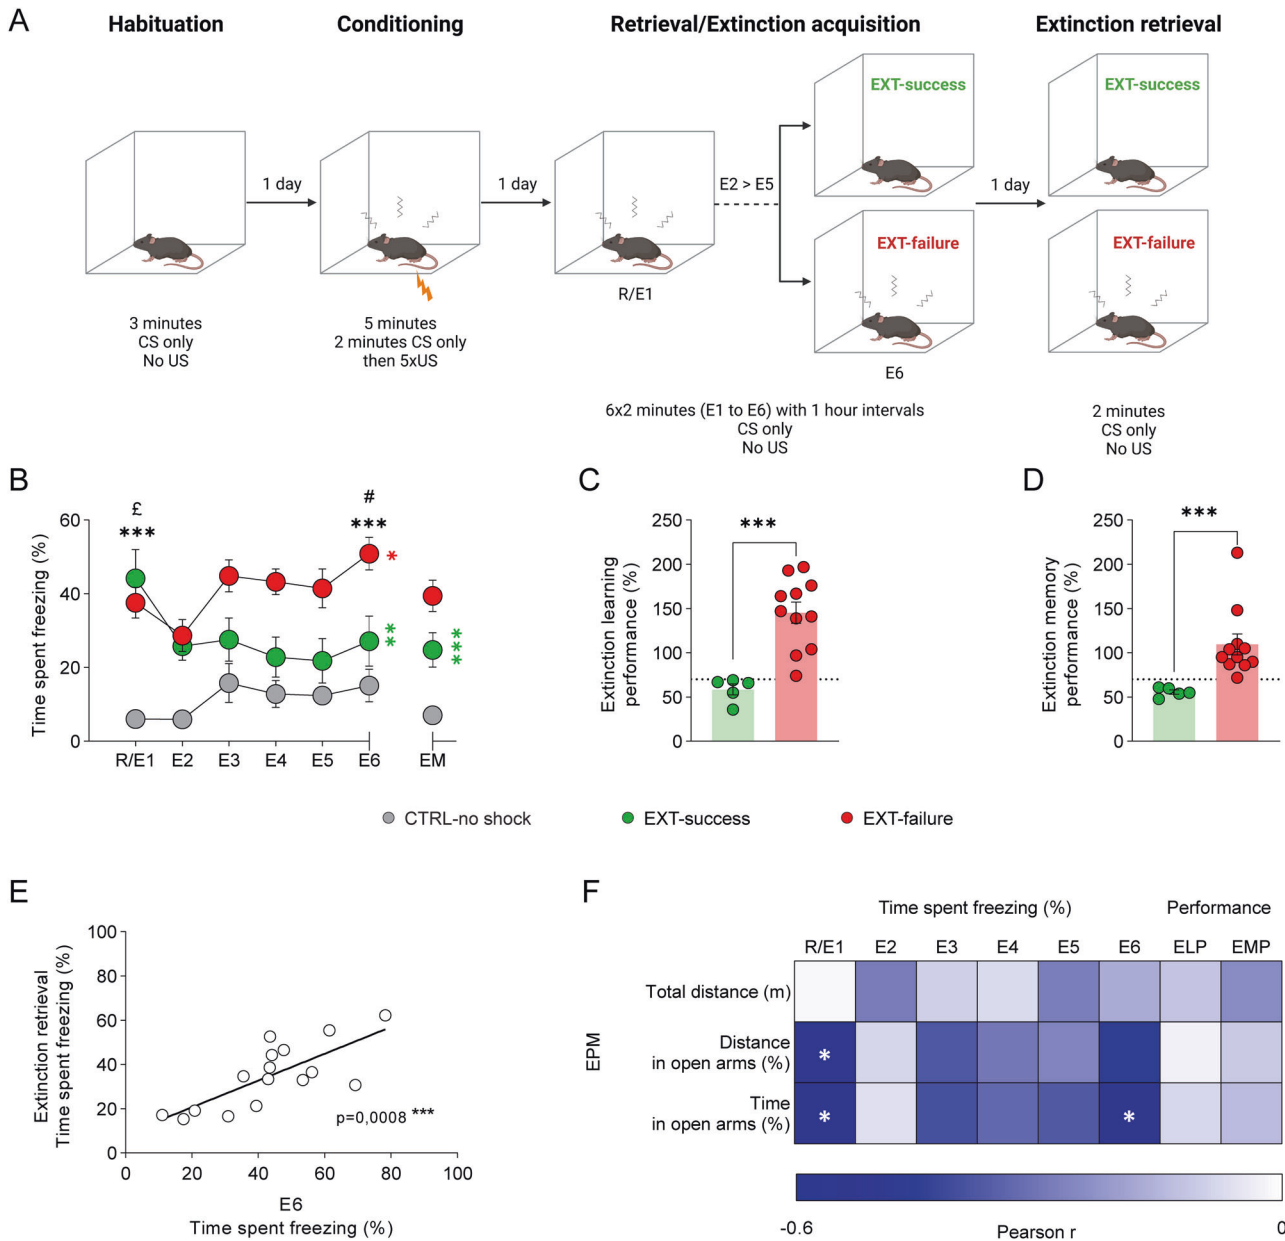 A
Habituation
Conditioning
Retrieval/Extinction acquisition
Extinction retrieval
EXT-success
EXT-success
1 day
1 day
E2 > E5
1 day
EXT-failure
EXT-failure
R/E1
E6
3 minutes
CS only
No US
5 minutes
2 minutes CS only
then 5xUS
6x2 minutes (E1 to E6) with 1 hour intervals
CS only
No US
2 minutes
CS only
No US
B
Time spent freezing (%)
60
40
20
0
£
***
#
***
*
**
***
R/E1 E2 E3 E4 E5 E6 EM
C
Extinction learning
performance (%)
250
200
150
100
50
0
***
D
Extinction memory
performance (%)
250
200
150
100
50
0
***
CTRL-no shock
EXT-success
EXT-failure
E
Extinction retrieval
Time spent freezing (%)
100
80
60
40
20
0
p=0,0008 ***
0 20 40 60 80 100
E6
Time spent freezing (%)
F
Time spent freezing (%)
Performance
R/E1 E2 E3 E4 E5 E6 ELP EMP
EPM
Total distance (m)
Distance
in open arms (%)
*
Time
in open arms (%)
* *
-0.6
0
Pearson r